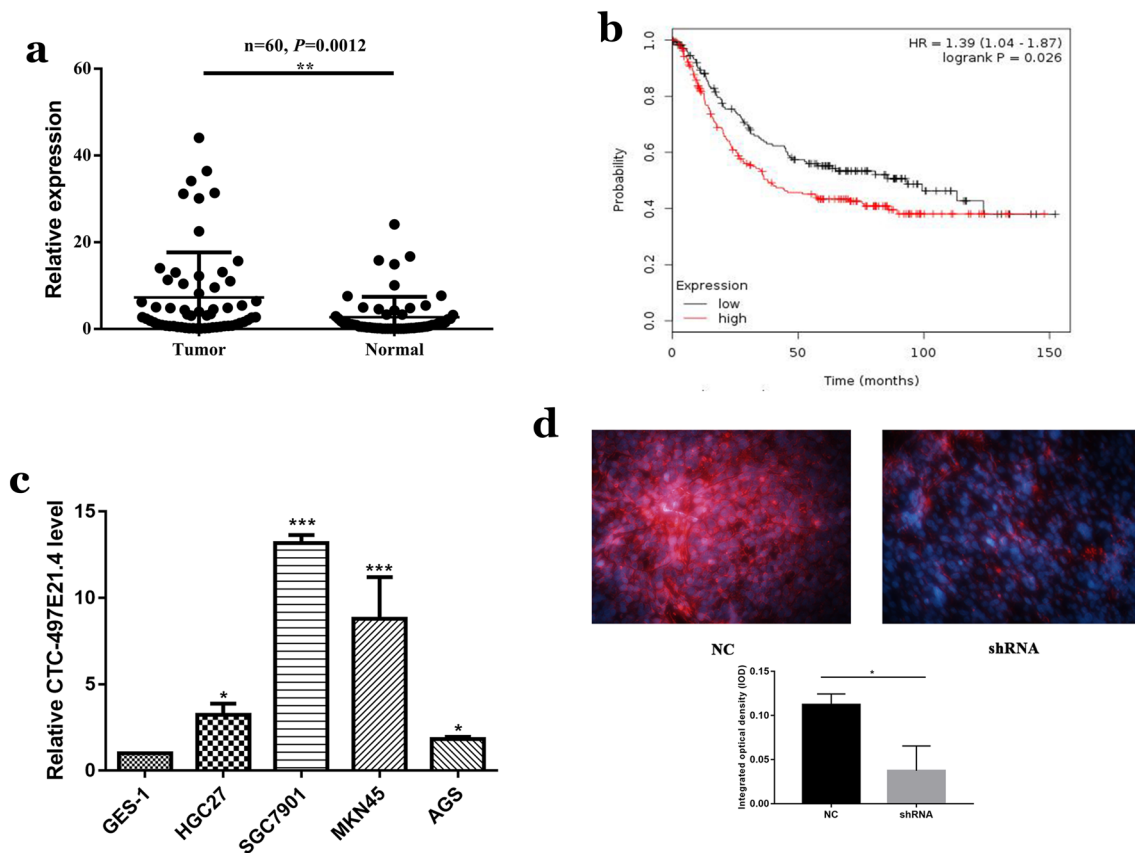 a
n=60, P=0.0012
**
Relative expression
60
40
20
0
Tumor
Normal
b
HR = 1.39 (1.04 - 1.87)
logrank P = 0.026
Probability
1.0
0.8
0.6
0.4
0.2
0.0
Expression
low
high
0
50
100
150
Time (months)
c
Relative CTC-497E21.4 level
15
10
5
0
*
***
***
*
GES-1
HGC27
SGC7901
MKN45
AGS
d
NC
shRNA
Integrated optical density (IOD)
0.15
0.10
0.05
0.00
*
NC
shRNA